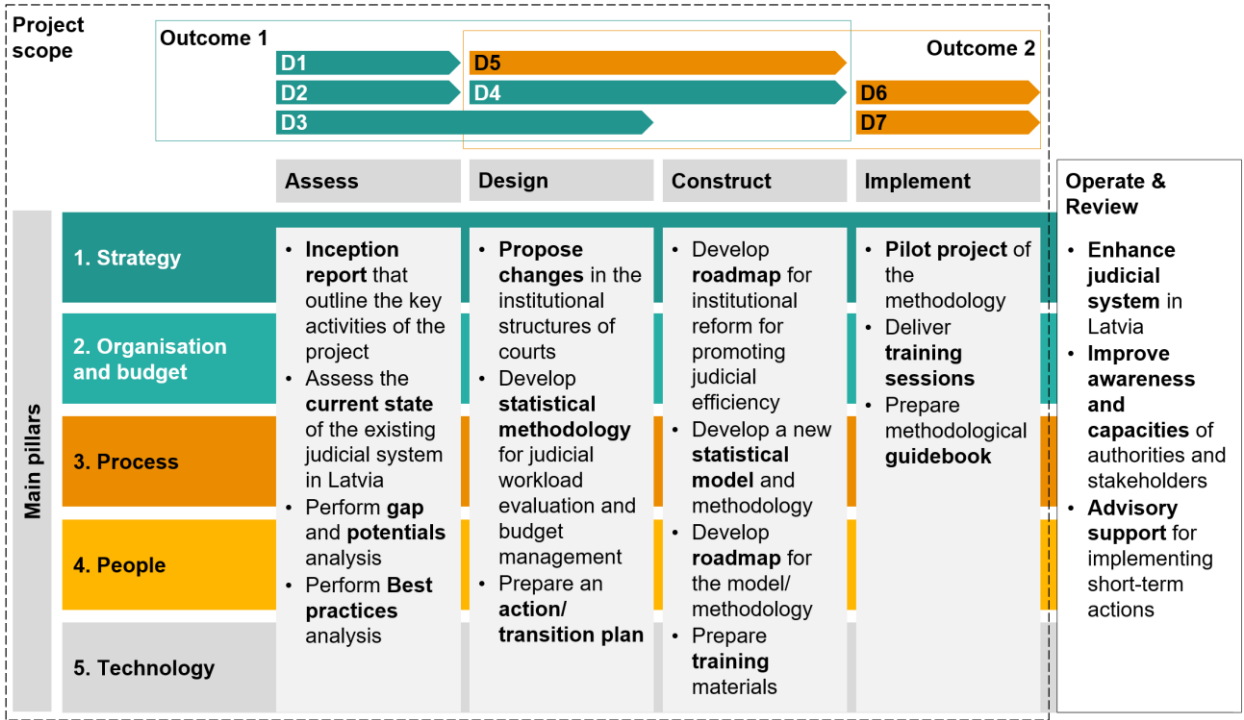 Project
scope
Outcome 1
Outcome 2
D1
D5
D2
D4
D6
D3
D7
Assess
Design
Construct
Implement
Operate &
Review
Main pillars
1. Strategy
2. Organisation
and budget
3. Process
4. People
5. Technology
• Inception
report that
outline the key
activities of the
project
• Assess the
current state
of the existing
judicial system
in Latvia
• Perform gap
and potentials
analysis
• Perform Best
practices
analysis
• Propose
changes in the
institutional
structures of
courts
• Develop
statistical
methodology
for judicial
workload
evaluation and
budget
management
• Prepare an
action/
transition plan
• Develop
roadmap for
institutional
reform for
promoting
judicial
efficiency
• Develop a new
statistical
model and
methodology
• Develop
roadmap for
the model/
methodology
• Prepare
training
materials
• Pilot project of
the
methodology
• Deliver
training
sessions
• Prepare
methodological
guidebook
• Enhance
judicial
system in
Latvia
• Improve
awareness
and
capacities of
authorities and
stakeholders
• Advisory
support for
implementing
short-term
actions